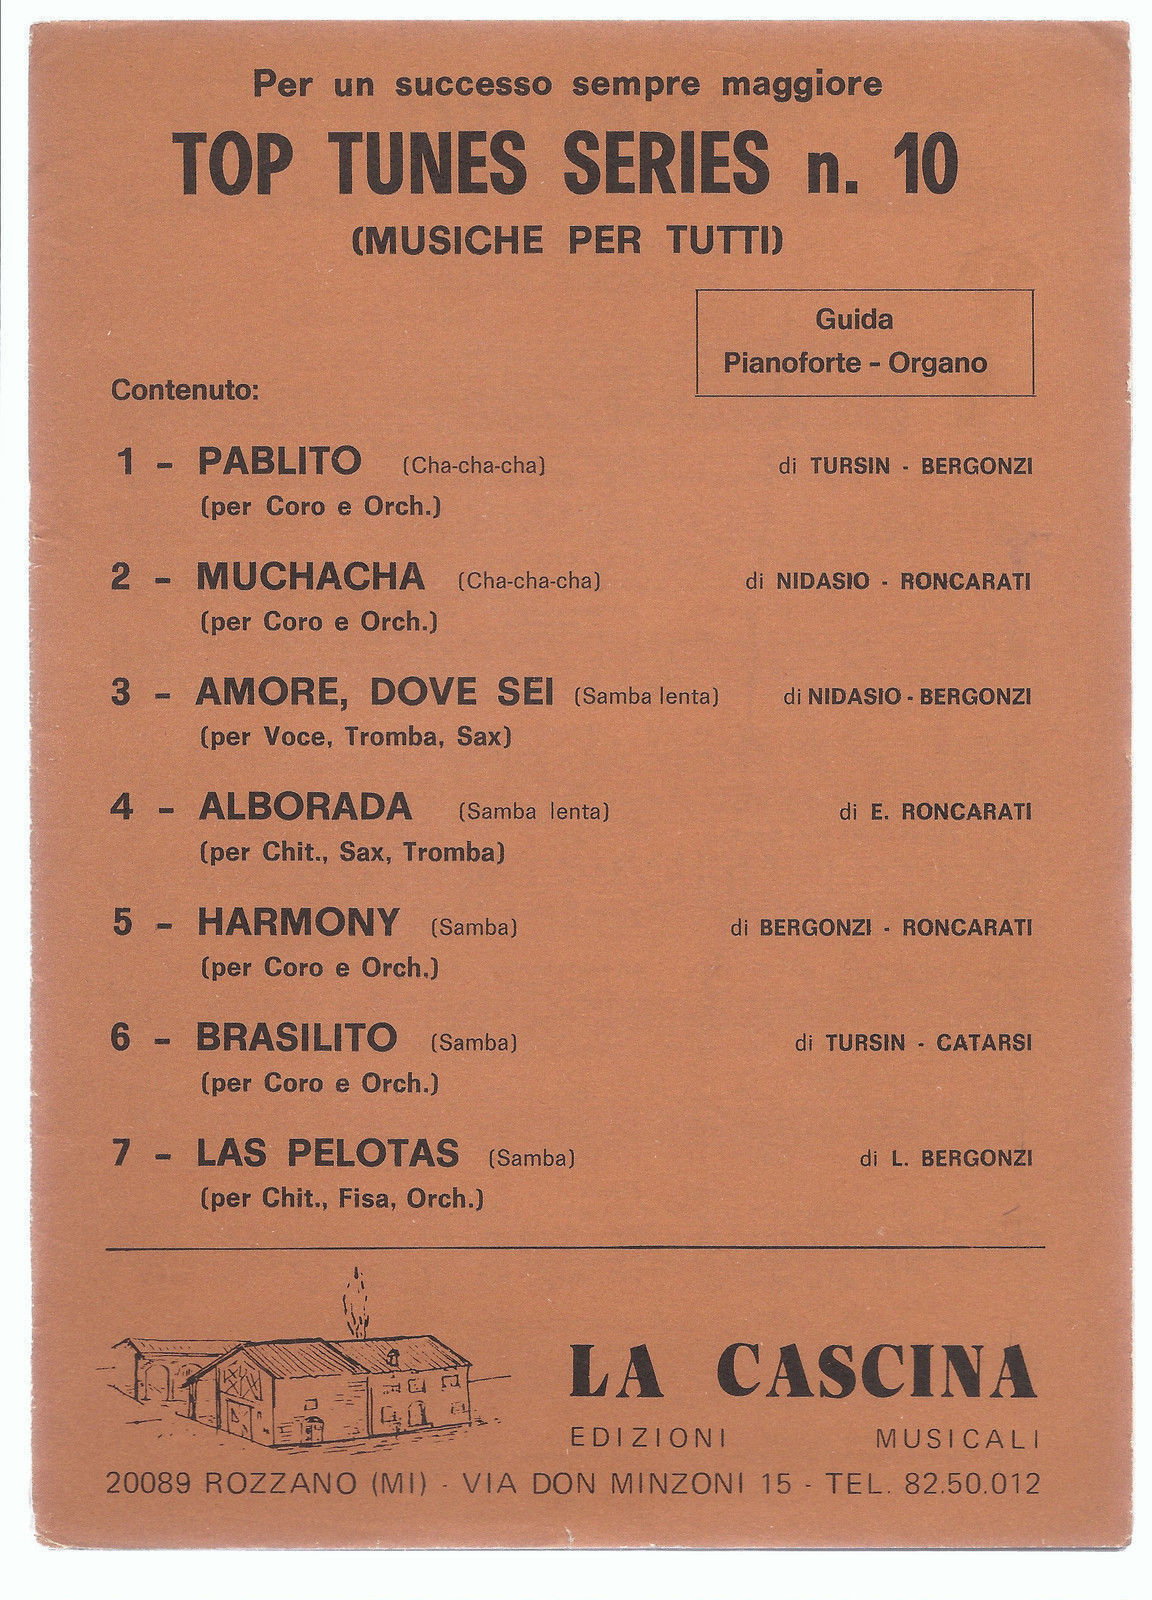 Per un successo sempre maggiore
TOP TUNES SERIES n. 10
(MUSICHE PER TUTTI)
Guida
Pianoforte - Organo
Contenuto:
1 - PABLITO (Cha-cha-cha) di TURSIN - BERGONZI
(per Coro e Orch.)
2 - MUCHACHA (Cha-cha-cha) di NIDASIO - RONCARATI
(per Coro e Orch.)
3 - AMORE, DOVE SEI (Samba lenta) di NIDASIO - BERGONZI
(per Voce, Tromba, Sax)
4 - ALBORADA (Samba lenta) di E. RONCARATI
(per Chit., Sax, Tromba)
5 - HARMONY (Samba) di BERGONZI - RONCARATI
(per Coro e Orch.)
6 - BRASILITO (Samba) di TURSIN - CATARSI
(per Coro e Orch.)
7 - LAS PELOTAS (Samba) di L. BERGONZI
(per Chit., Fisa, Orch.)
LA CASCINA
EDIZIONI MUSICALI
20089 ROZZANO (MI) - VIA DON MINZONI 15 - TEL. 82.50.012